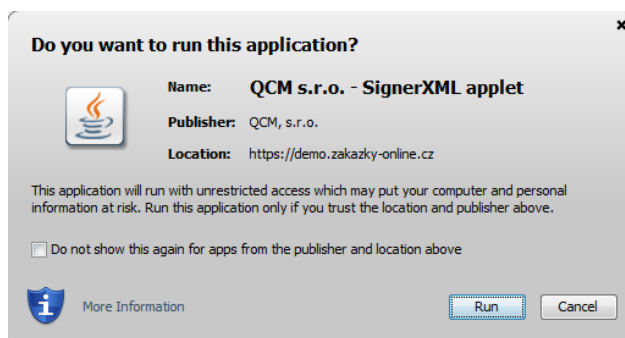 Do you want to run this application?
Name: QCM s.r.o. - SignerXML applet
Publisher: QCM, s.r.o.
Location: https://demo.zakazky-online.cz
This application will run with unrestricted access which may put your computer and personal
information at risk. Run this application only if you trust the location and publisher above.
Do not show this again for apps from the publisher and location above
More Information
Run Cancel